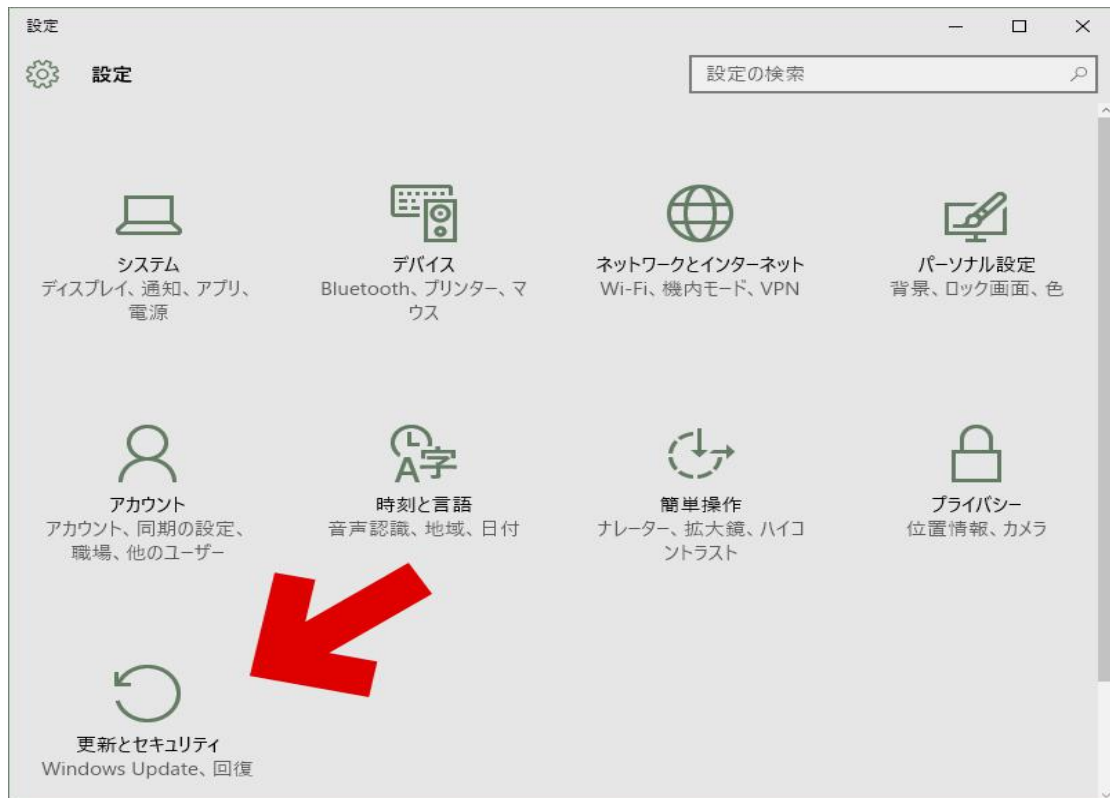 設定
設定
設定の検索
システム
ディスプレイ、通知、アプリ、
電源
デバイス
Bluetooth、プリンター、マ
ウス
ネットワークとインターネット
Wi-Fi、機内モード、VPN
パーソナル設定
背景、ロック画面、色
アカウント
アカウント、同期の設定、
職場、他のユーザー
時刻と言語
音声認識、地域、日付
簡単操作
ナレーター、拡大鏡、ハイコ
ントラスト
プライバシー
位置情報、カメラ
更新とセキュリティ
Windows Update、回復